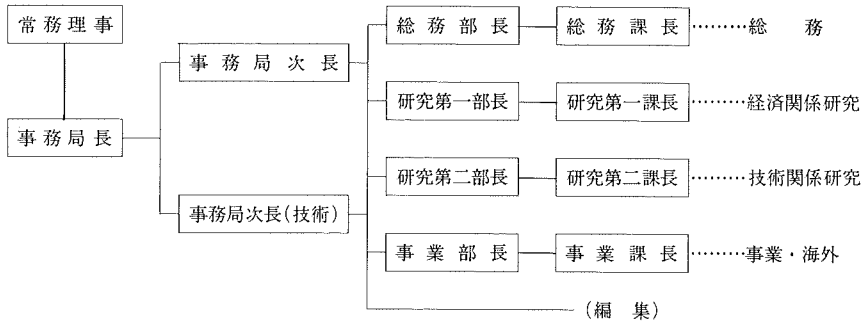 常務理事
事務局長
事務局次長
事務局次長(技術)
総務部長
総務課長………総務
研究第一部長
研究第一課長………経済関係研究
研究第二部長
研究第二課長………技術関係研究
事業部長
事業課長………事業・海外
(編集)